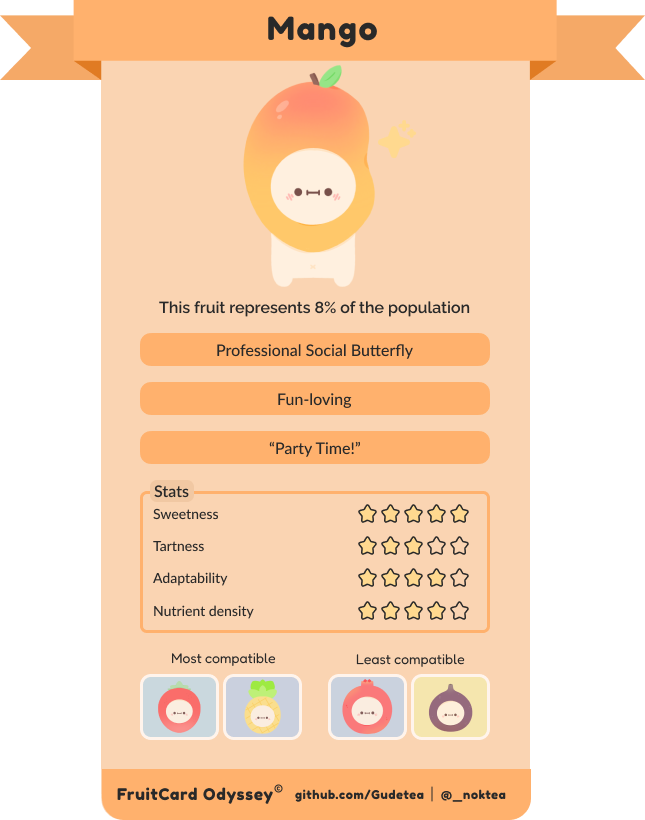 Mango
This fruit represents 8% of the population
Professional Social Butterfly
Fun-loving
“Party Time!”
Stats
Sweetness
Tartness
Adaptability
Nutrient density
Most compatible
Least compatible
FruitCard Odyssey© github.com/Gudetea | @_noktea